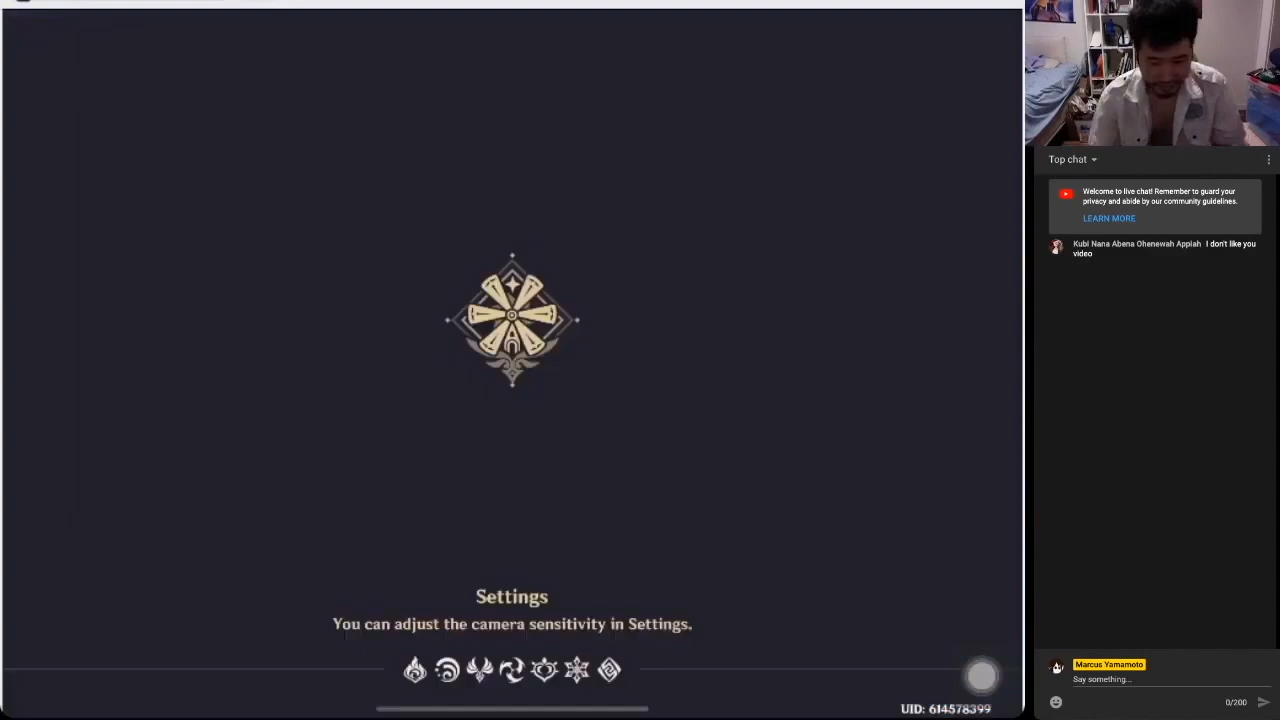 Settings
You can adjust the camera sensitivity in Settings.
UID: 614578399
Top chat
Welcome to live chat! Remember to guard your
privacy and abide by our community guidelines.
LEARN MORE
Kubi Nana Abena Ohenewah Appiah I don't like you
video
Marcus Yamamoto
Say something...
0/200